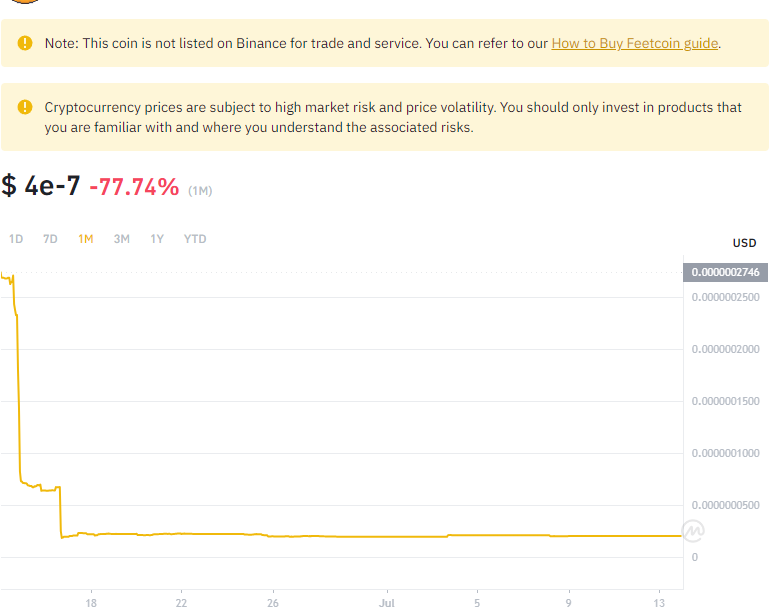 Note: This coin is not listed on Binance for trade and service. You can refer to our How to Buy Feetcoin guide.
Cryptocurrency prices are subject to high market risk and price volatility. You should only invest in products that
you are familiar with and where you understand the associated risks.
$ 4e-7 -77.74% (1M)
1D 7D 1M 3M 1Y YTD
USD
0.0000002746
0.0000002500
0.0000002000
0.0000001500
0.0000001000
0.0000000500
0
18 22 26 Jul 5 9 13